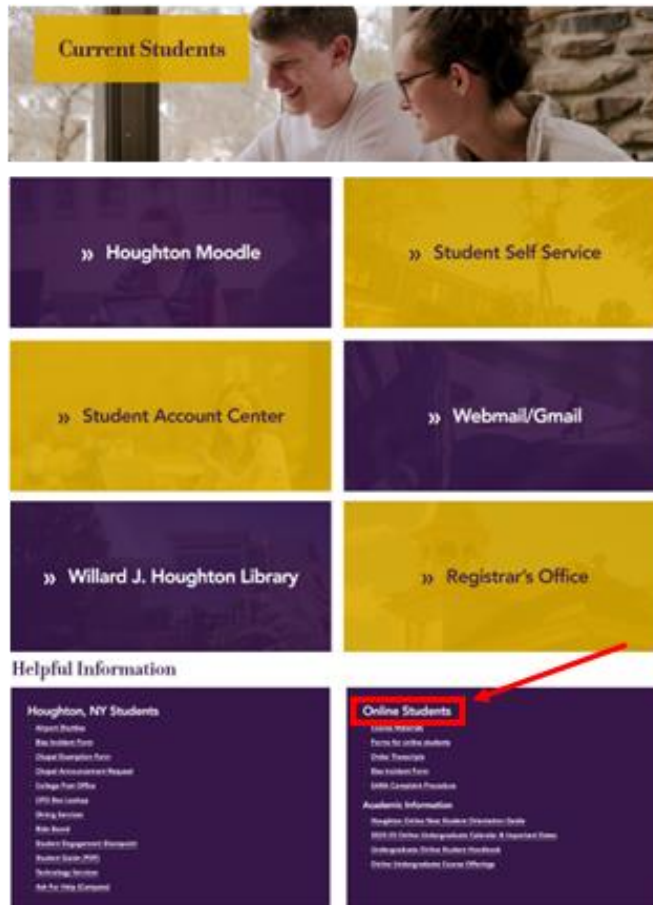 Current Students
» Houghton Moodle
» Student Self Service
» Student Account Center
» Webmail/Gmail
» Willard J. Houghton Library
» Registrar's Office
Helpful Information
Houghton, NY Students
Airport Shuttles
Bias Incident Form
Chapel Exemption Form
Chapel Announcement Request
College Post Office
CPO Box Lookup
Dining Services
Ride Board
Student Engagement Sharepoint
Student Guide (PDF)
Technology Services
Ask For Help (Campus)
Online Students
Course Materials
Forms for online students
Order Transcripts
Bias Incident Form
SARA Complaint Procedure
Academic Information
Houghton Online New Student Orientation Guide
Online Undergraduate Calendar & Important Dates
Undergraduate Online Student Handbook
Online Undergraduate Course Offerings